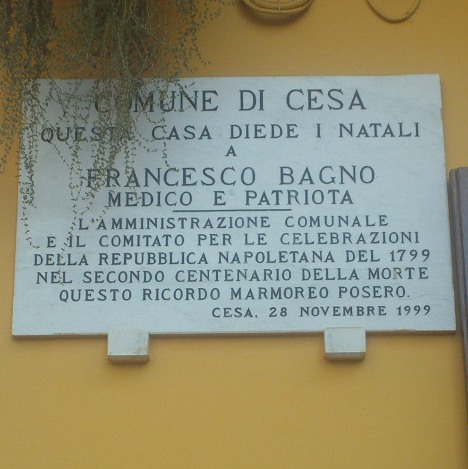 COMUNE DI CESA
QUESTA CASA DIEDE I NATALI
A
FRANCESCO BAGNO
MEDICO E PATRIOTA
L'AMMINISTRAZIONE COMUNALE
E IL COMITATO PER LE CELEBRAZIONI
DELLA REPUBBLICA NAPOLETANA DEL 1799
NEL SECONDO CENTENARIO DELLA MORTE
QUESTO RICORDO MARMOREO POSERO.
CESA, 28 NOVEMBRE 1999